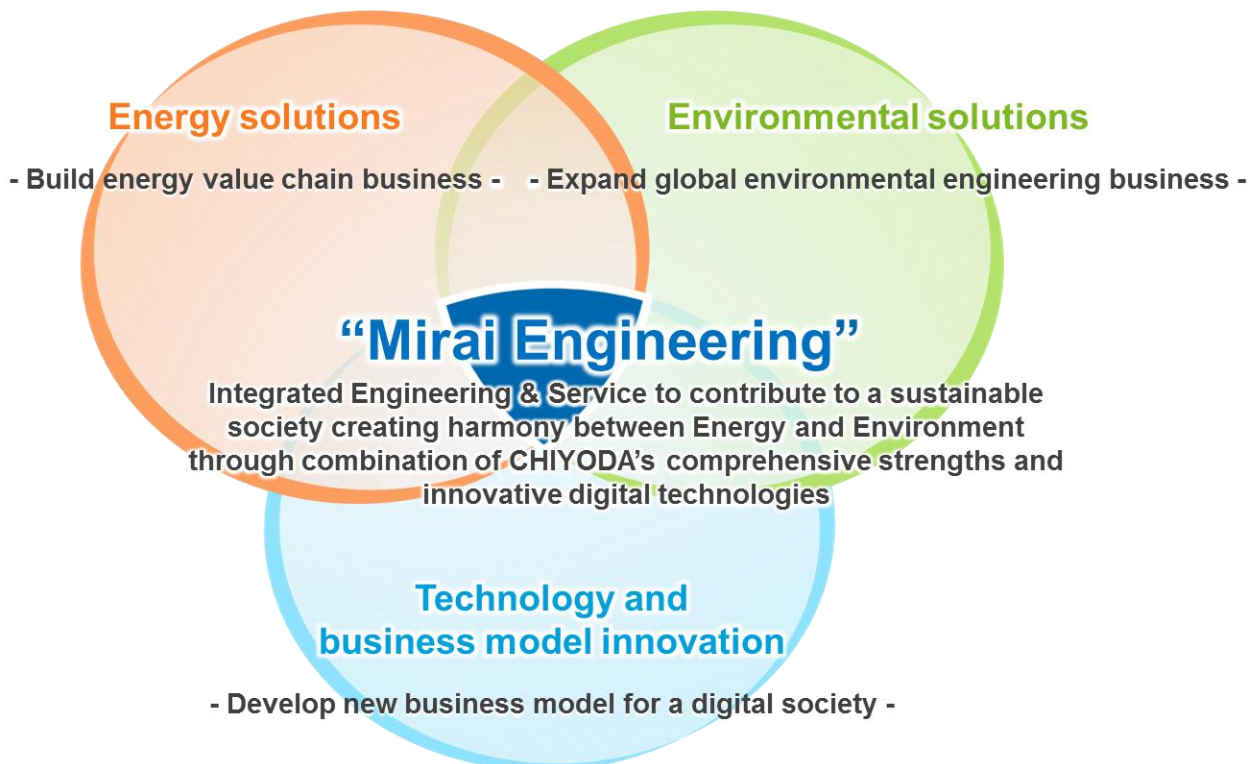 Energy solutions
Environmental solutions
- Build energy value chain business -
- Expand global environmental engineering business -
“Mirai Engineering”
Integrated Engineering & Service to contribute to a sustainable
society creating harmony between Energy and Environment
through combination of CHIYODA’s comprehensive strengths and
innovative digital technologies
Technology and
business model innovation
- Develop new business model for a digital society -